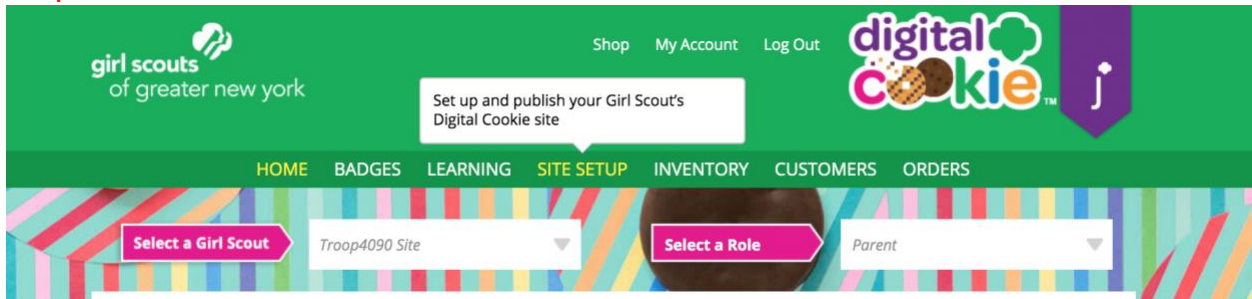 girl scouts
of greater new york
Shop My Account Log Out
digital
cookie™
j
Set up and publish your Girl Scout's
Digital Cookie site
HOME BADGES LEARNING SITE SETUP INVENTORY CUSTOMERS ORDERS
Select a Girl Scout Troop4090 Site Select a Role Parent